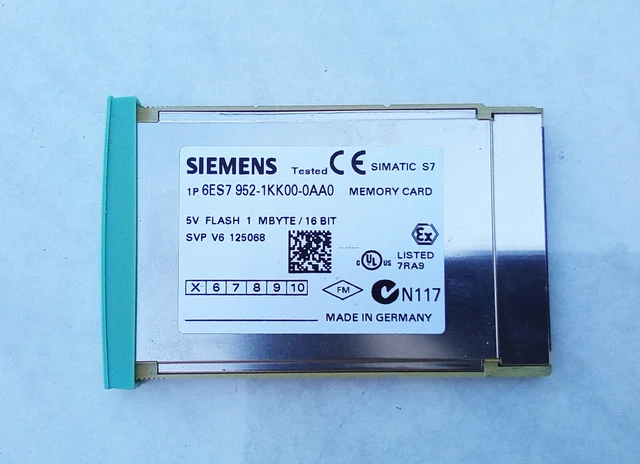 SIEMENS Tested CE SIMATIC S7
1P 6ES7 952-1KK00-0AA0 MEMORY CARD
5V FLASH 1 MBYTE / 16 BIT
SVP V6 125068
Ex
c UL US LISTED
7RA9
X 6 7 8 9 10
FM
N117
MADE IN GERMANY